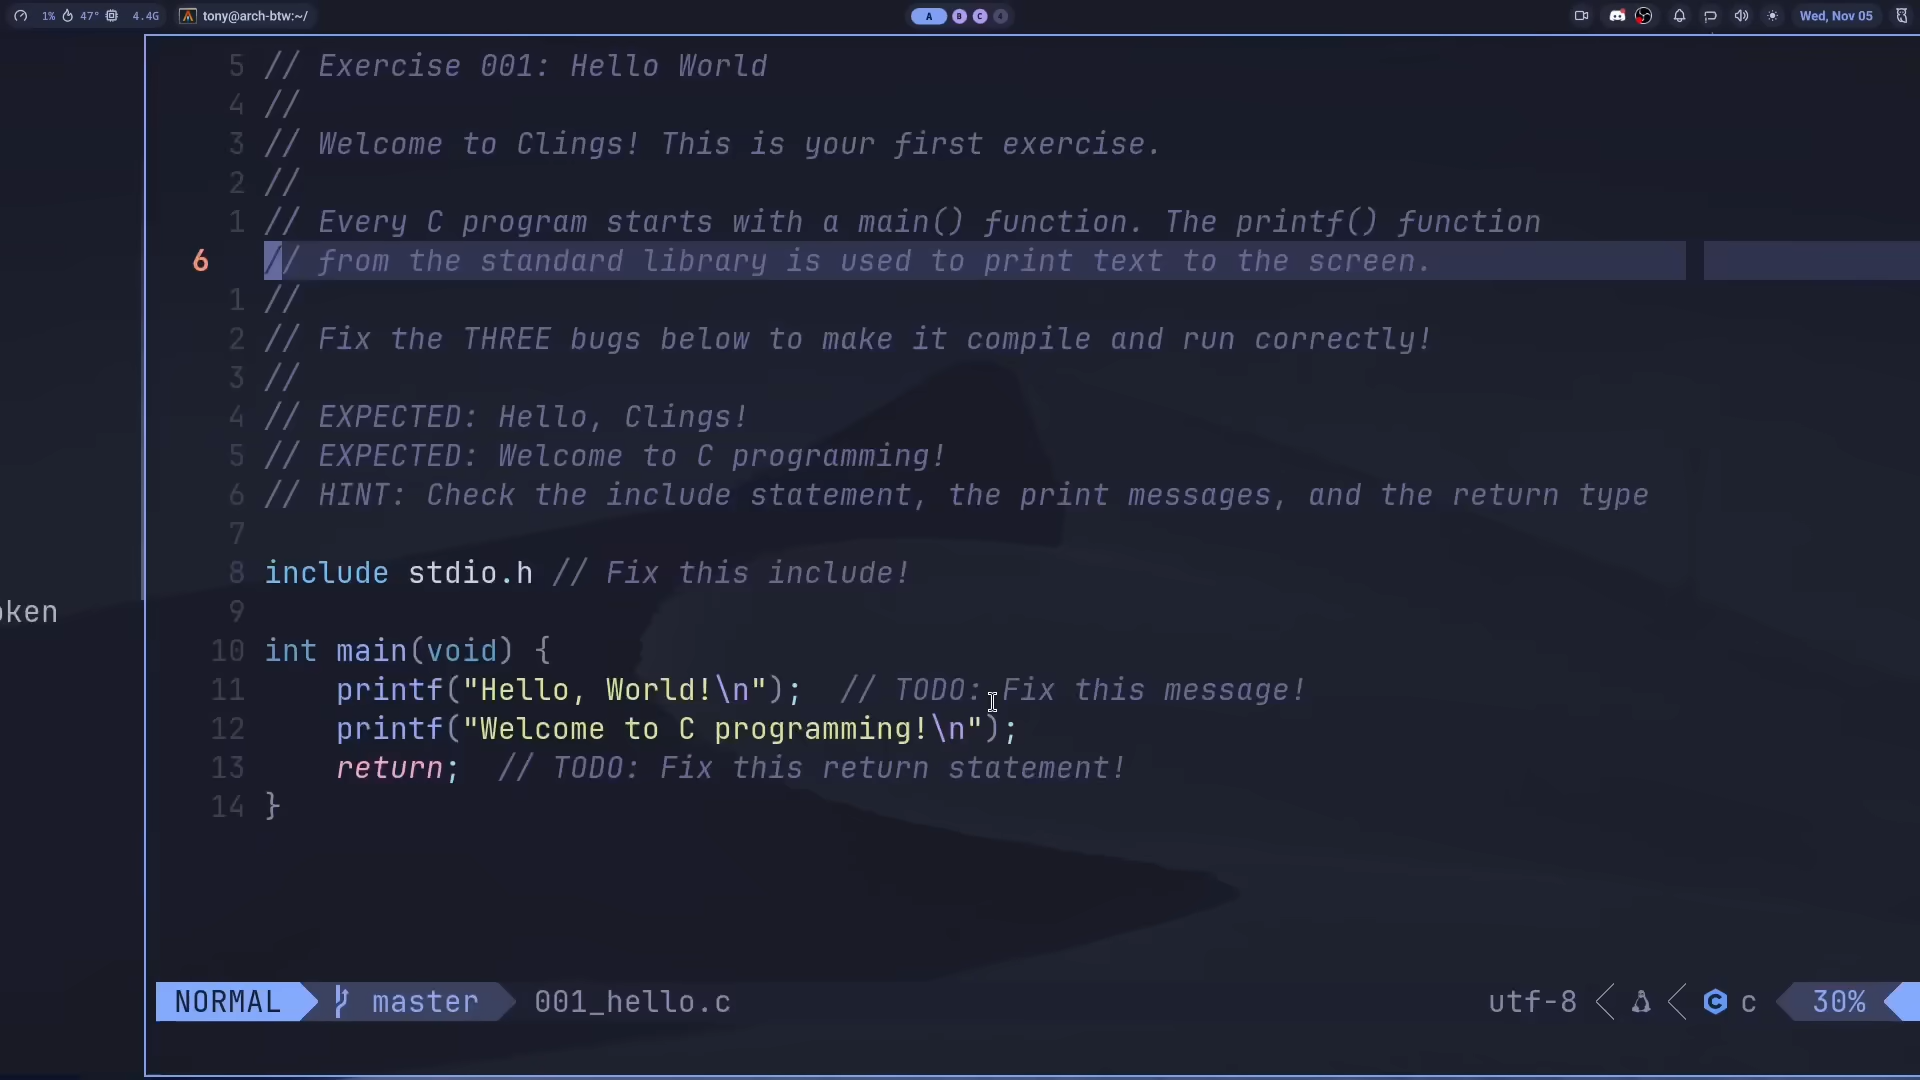 1% 47° 4.4G tony@arch-btw:~/ A B C 4 Wed, Nov 05
5 // Exercise 001: Hello World
4 //
3 // Welcome to Clings! This is your first exercise.
2 //
1 // Every C program starts with a main() function. The printf() function
6 // from the standard library is used to print text to the screen.
1 //
2 // Fix the THREE bugs below to make it compile and run correctly!
3 //
4 // EXPECTED: Hello, Clings!
5 // EXPECTED: Welcome to C programming!
6 // HINT: Check the include statement, the print messages, and the return type
7
8 include stdio.h // Fix this include!
9
oken
10 int main(void) {
11     printf("Hello, World!\n");  // TODO: Fix this message!
12     printf("Welcome to C programming!\n");
13     return;  // TODO: Fix this return statement!
14 }
NORMAL master 001_hello.c utf-8 c 30%